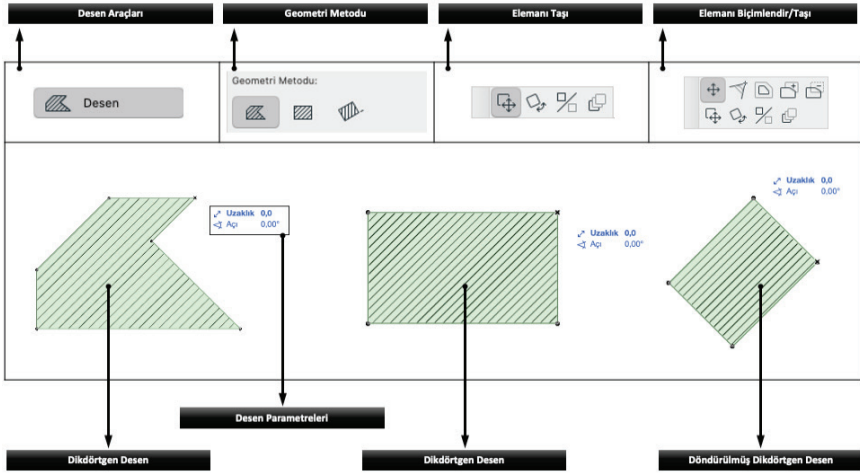 Desen Araçları
Geometri Metodu
Elemanı Taşı
Elemanı Biçimlendir/Taşı
Desen
Geometri Metodu:
Uzaklık 0,0
Açı 0,00°
Uzaklık 0,0
Açı 0,00°
Uzaklık 0,0
Açı 0,00°
Desen Parametreleri
Dikdörtgen Desen
Dikdörtgen Desen
Döndürülmüş Dikdörtgen Desen